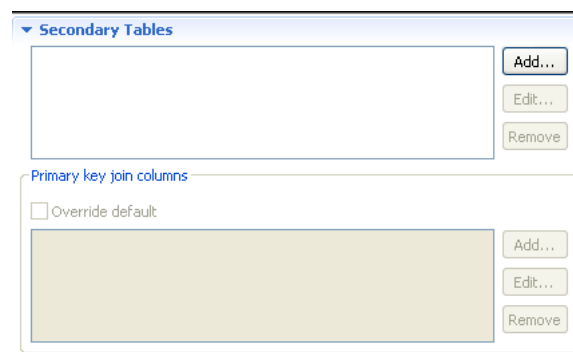 Secondary Tables
Add...
Edit...
Remove
Primary key join columns
Override default
Add...
Edit...
Remove